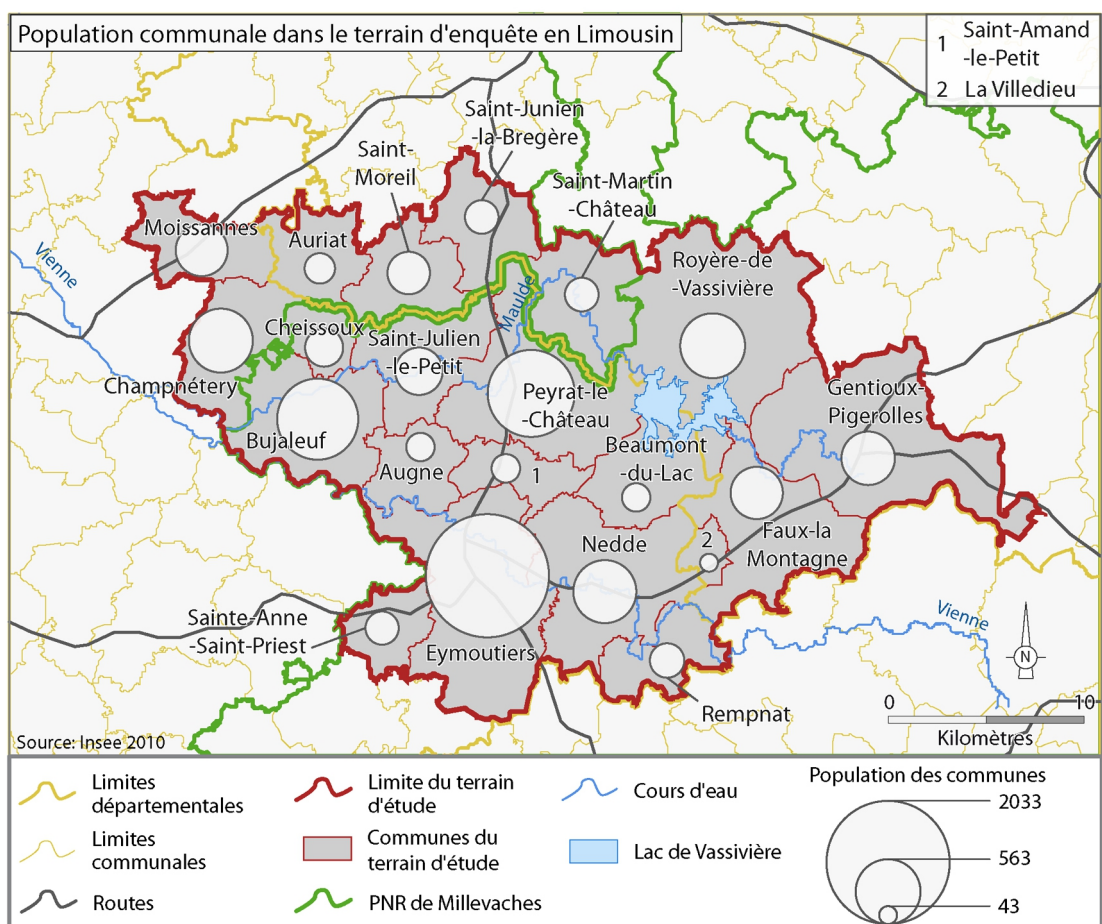 Population communale dans le terrain d'enquête en Limousin
1 Saint-Amand
-le-Petit
2 La Villedieu
Saint-Junien
-la-Bregère
Saint-
Moreil
Saint-Martin
-Château
Moissannes
Auriat
Royère-de
-Vassivière
Vienne
Maulde
Cheissoux
Saint-Julien
-le-Petit
Champnétery
Peyrat-le
-Château
Gentioux-
Pigerolles
Bujaleuf
Augne
1
Beaumont
-du-Lac
Nedde
2
Faux-la
Montagne
Sainte-Anne
-Saint-Priest
Eymoutiers
Vienne
N
Rempnat
0 10
Kilomètres
Source: Insee 2010
Limites
départementales
Limites
communales
Routes
Limite du terrain
d'étude
Communes du
terrain d'étude
PNR de Millevaches
Cours d'eau
Lac de Vassivière
Population des communes
2033
563
43